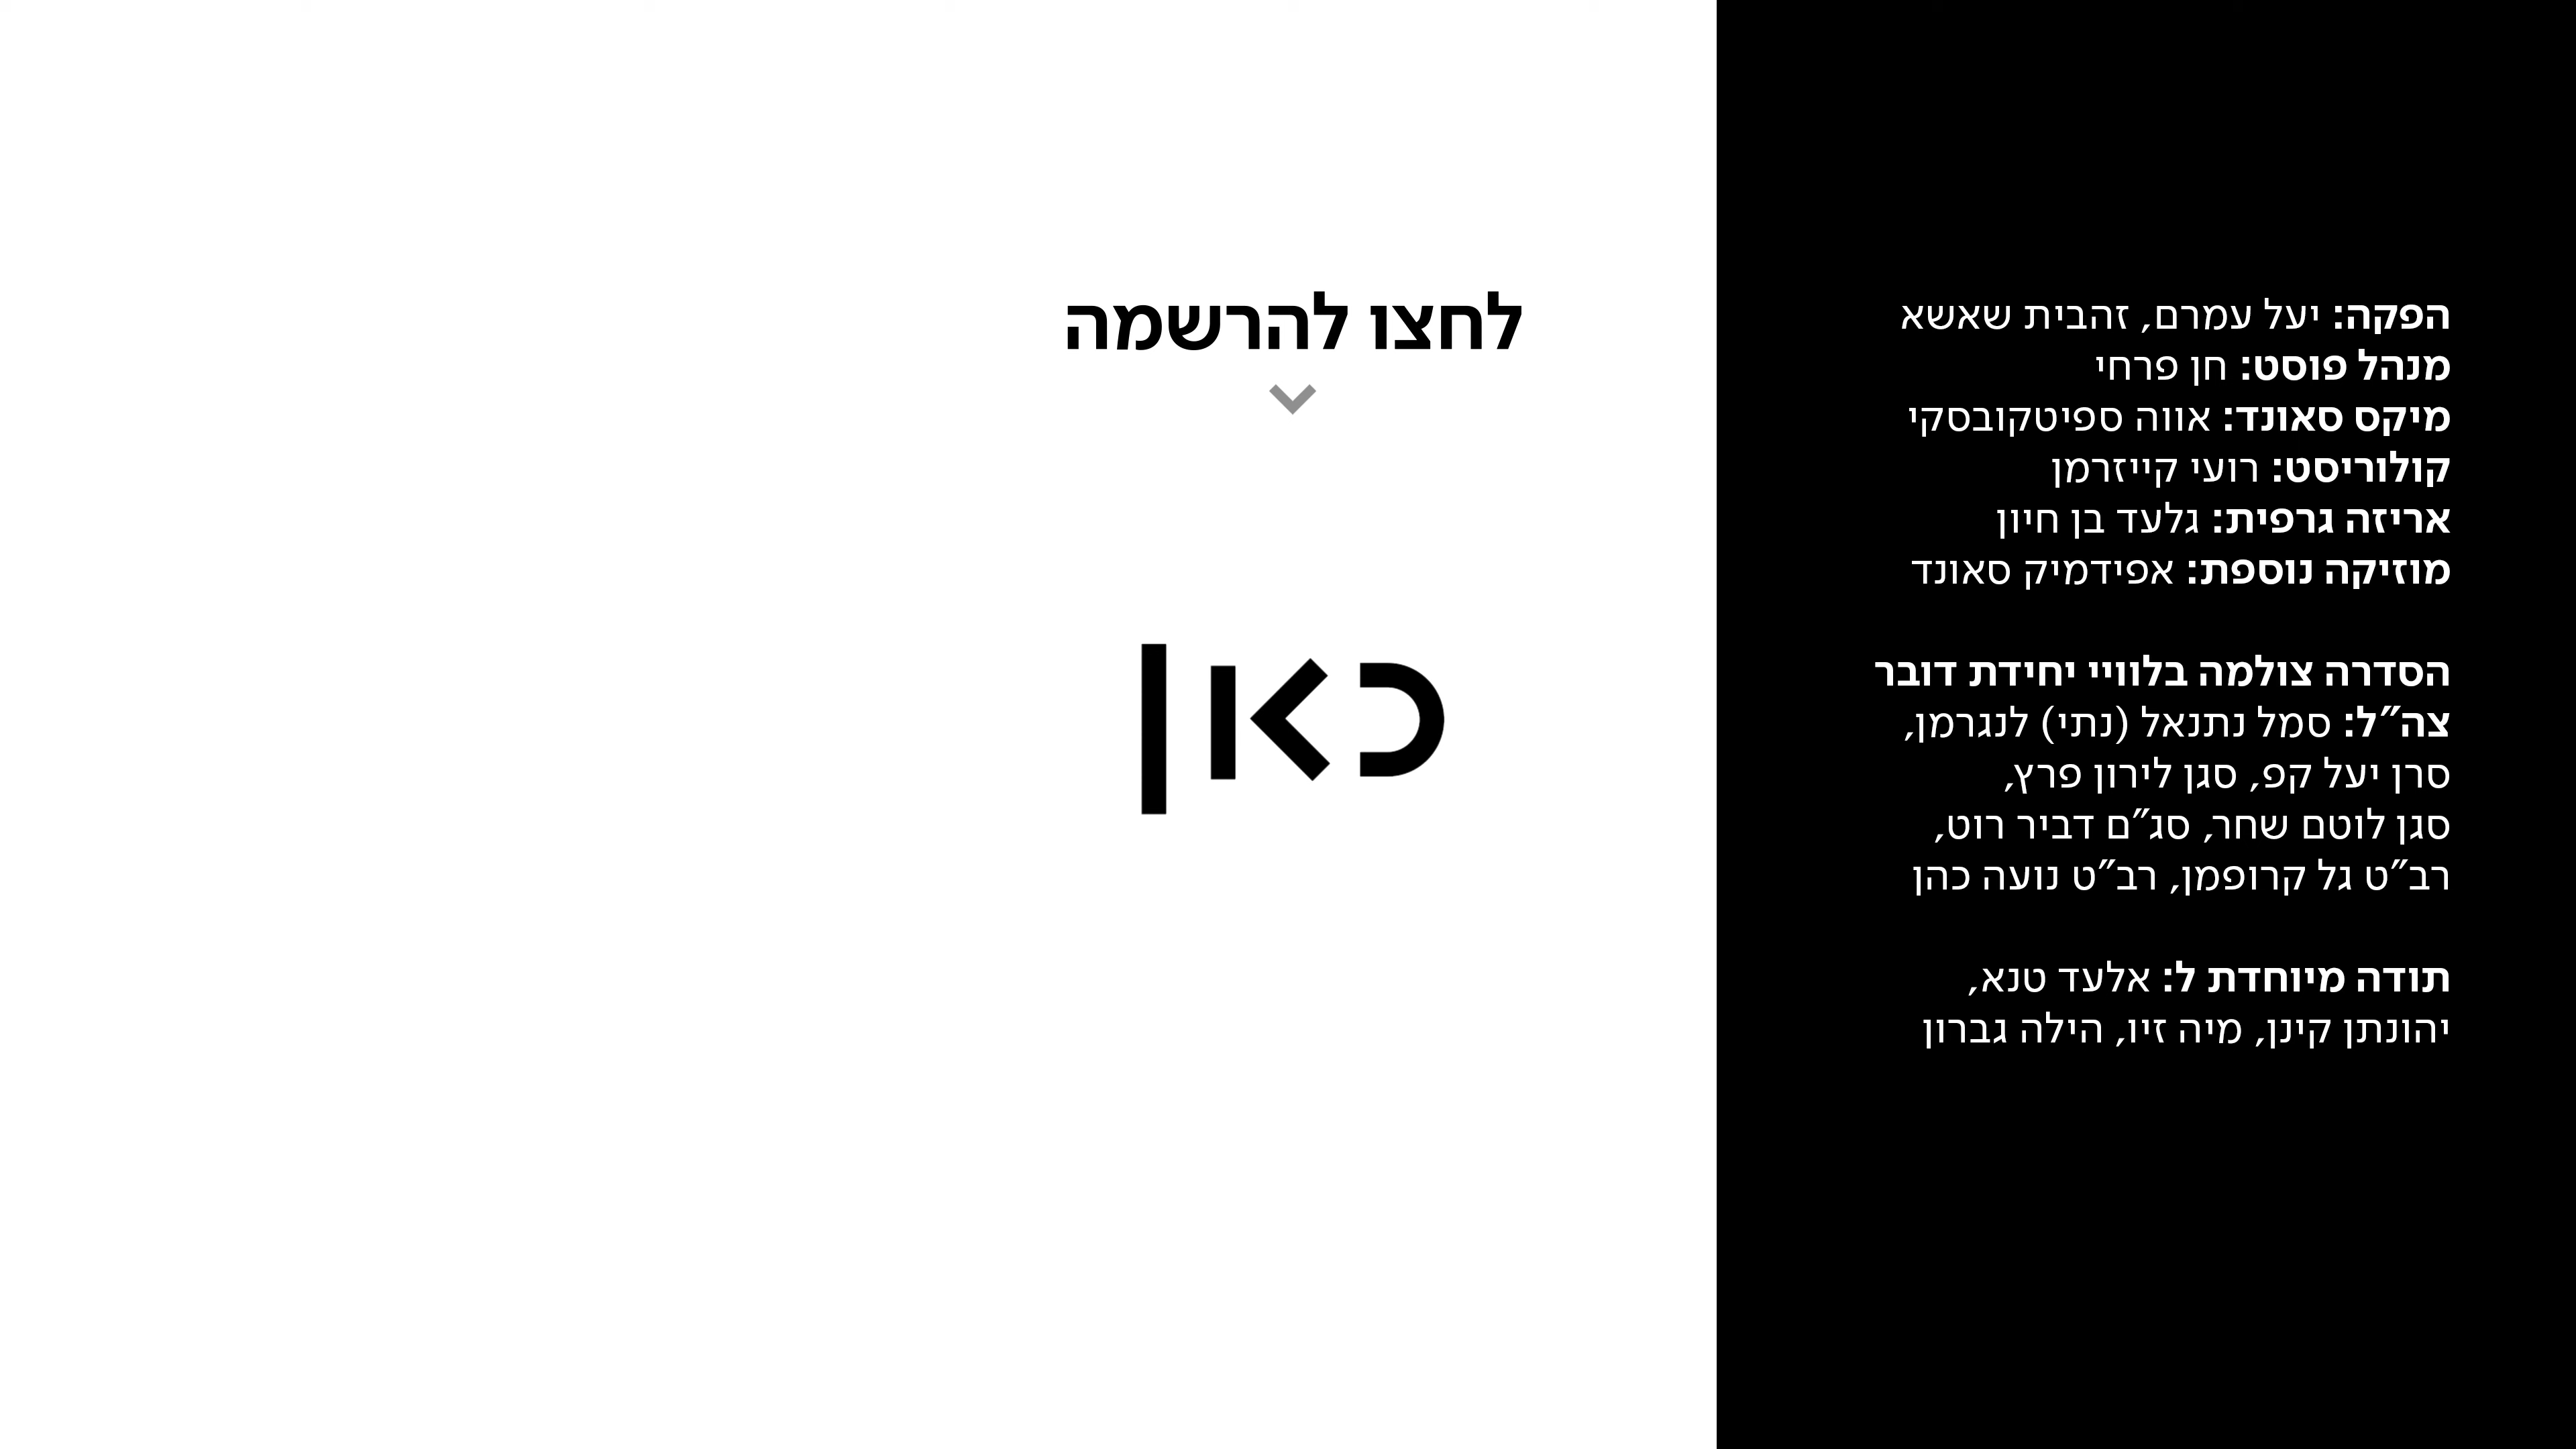 הפקה: יעל עמרם, זהבית שאשא
מנהל פוסט: חן פרחי
מיקס סאונד: אווה ספיטקובסקי
קולוריסט: רועי קייזרמן
אריזה גרפית: גלעד בן חיון
מוזיקה נוספת: אפידמיק סאונד
הסדרה צולמה בלוויי יחידת דובר
צה״ל: סמל נתנאל (נתי) לנגרמן,
סרן יעל קפ, סגן לירון פרץ,
סגן לוטם שחר, סג״ם דביר רוט,
רב״ט גל קרופמן, רב״ט נועה כהן
תודה מיוחדת ל: אלעד טנא,
יהונתן קינן, מיה זיו, הילה גברון
לחצו להרשמה
כאן